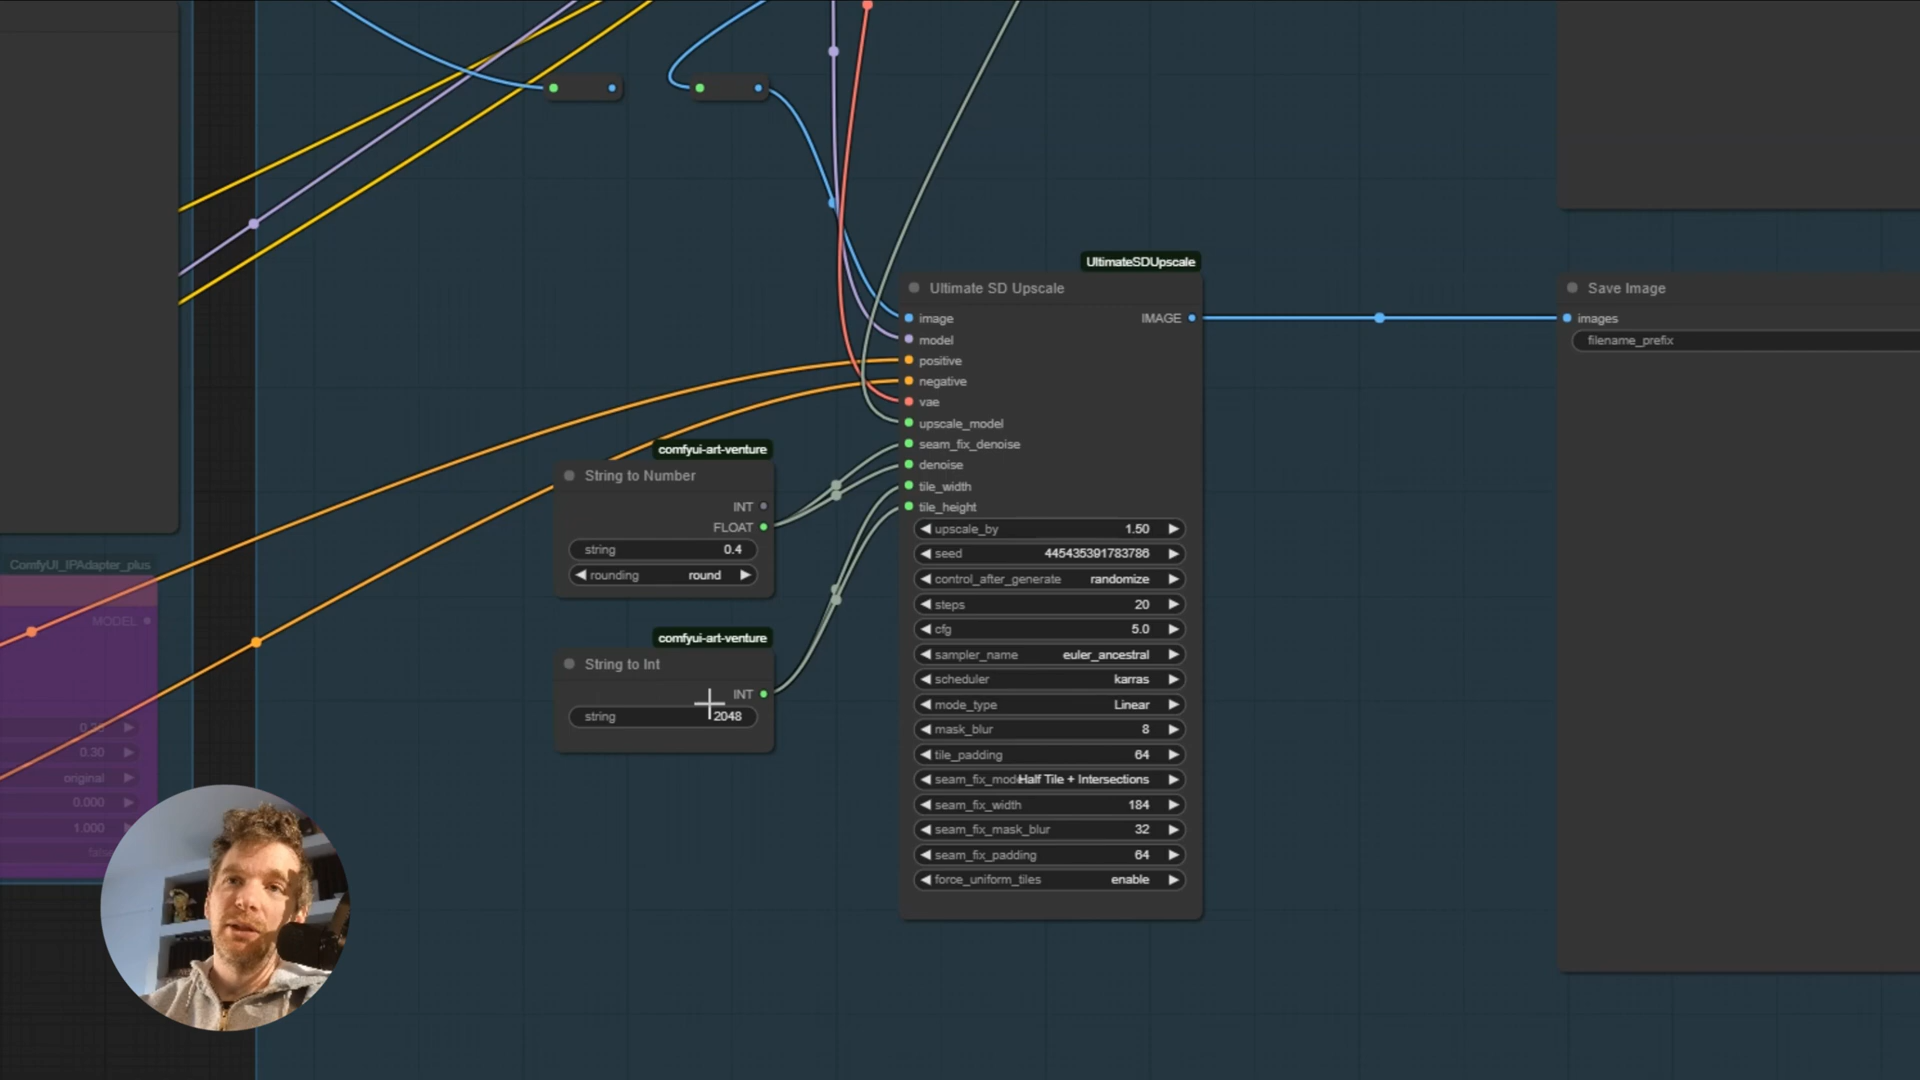 UltimateSDUpscale
Ultimate SD Upscale
image
IMAGE
model
positive
negative
vae
upscale_model
seam_fix_denoise
denoise
tile_width
tile_height
upscale_by 1.50
seed 445435391783786
control_after_generate randomize
steps 20
cfg 5.0
sampler_name euler_ancestral
scheduler karras
mode_type Linear
mask_blur 8
tile_padding 64
seam_fix_mod Half Tile + Intersections
seam_fix_width 184
seam_fix_mask_blur 32
seam_fix_padding 64
force_uniform_tiles enable
Save Image
images
filename_prefix
comfyui-art-venture
String to Number
INT
FLOAT
string 0.4
rounding round
comfyui-art-venture
String to Int
INT
string 2048
ComfyUI_IPAdapter_plus
MODEL
0.30
original
0.000
1.000